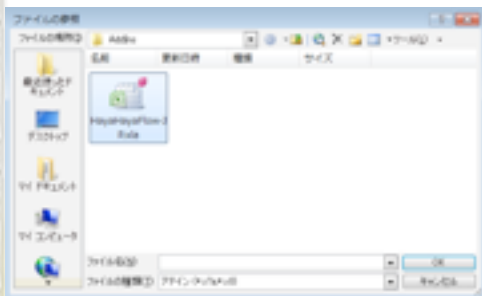 ファイルの参照
ファイルの場所(I)
AddIns
名前 更新日時 種類 サイズ
最近使ったド
キュメント
HayaHayaFlow-2
.xla
デスクトップ
マイ ドキュメント
マイ コンピュータ
ファイル名(N)
OK
ファイルの種類(T)
キャンセル